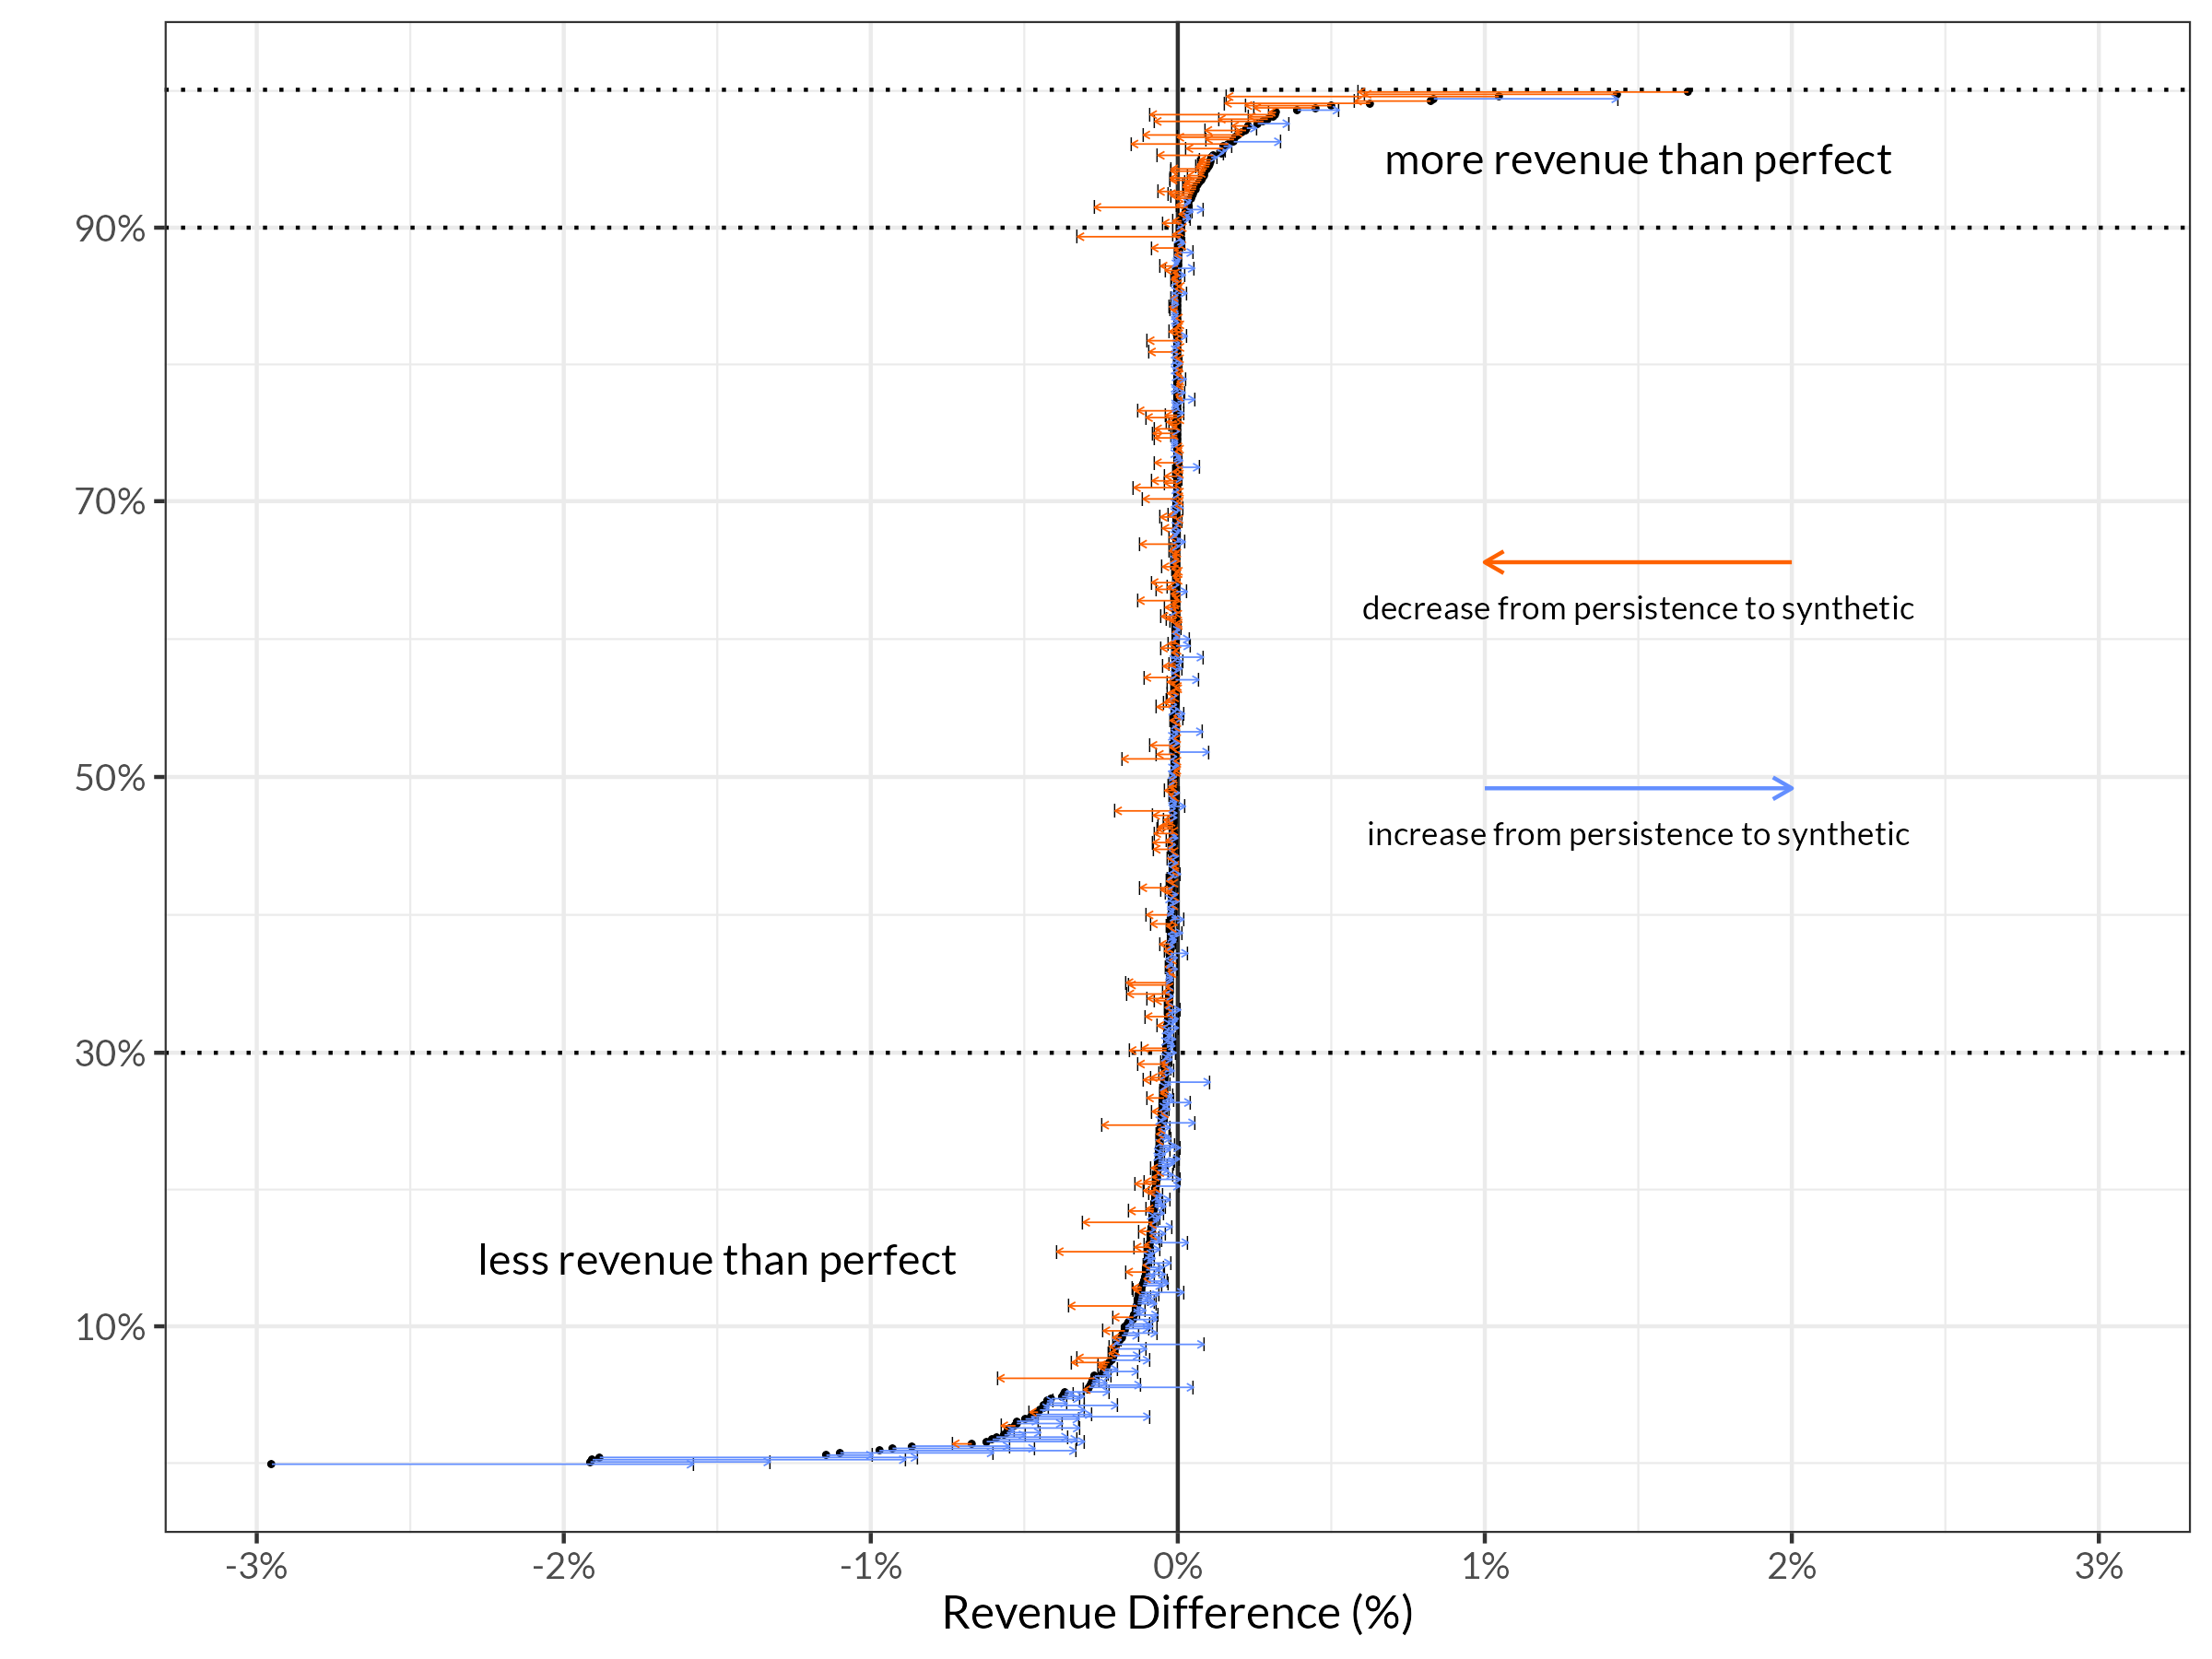 more revenue than perfect
90%
70%
decrease from persistence to synthetic
50%
increase from persistence to synthetic
30%
less revenue than perfect
10%
-3% -2% -1% 0% 1% 2% 3%
Revenue Difference (%)